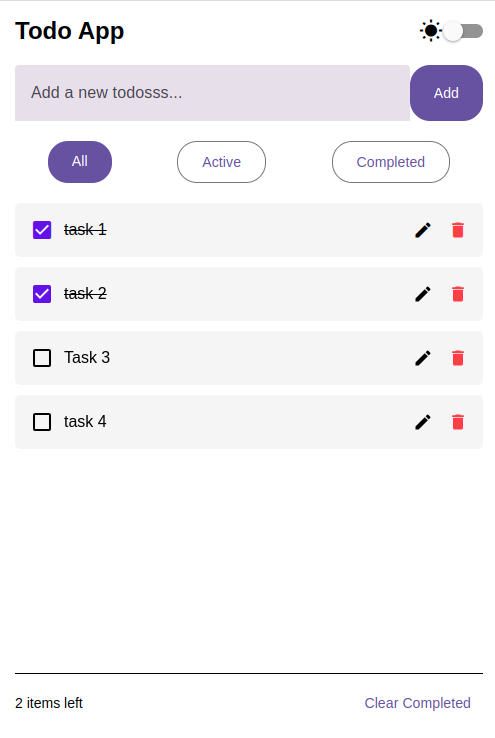 Todo App
Add a new todosss...
Add
All
Active
Completed
task 1
task 2
Task 3
task 4
2 items left
Clear Completed